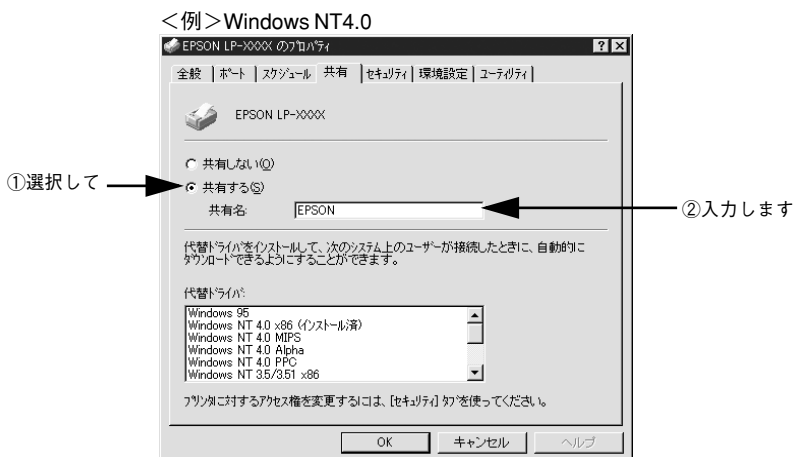 ＜例＞Windows NT4.0
EPSON LP-XXXX のﾌﾟﾛﾊﾟﾃｨ
全般 ﾎﾟｰﾄ ｽｹｼﾞｭｰﾙ 共有 ｾｷｭﾘﾃｨ 環境設定 ﾕｰﾃｨﾘﾃｨ
EPSON LP-XXXX
共有しない(O)
①選択して
共有する(S)
共有名: EPSON
②入力します
代替ﾄﾞﾗｲﾊﾞをｲﾝｽﾄｰﾙして、次のｼｽﾃﾑ上のﾕｰｻﾞｰが接続したときに、自動的に
ﾀﾞｳﾝﾛｰﾄﾞできるようにすることができます。
代替ﾄﾞﾗｲﾊﾞ:
Windows 95
Windows NT 4.0 x86 (ｲﾝｽﾄｰﾙ済)
Windows NT 4.0 MIPS
Windows NT 4.0 Alpha
Windows NT 4.0 PPC
Windows NT 3.5/3.51 x86
ﾌﾟﾘﾝﾀに対するｱｸｾｽ権を変更するには、[ｾｷｭﾘﾃｨ] ﾀﾌﾞを使ってください。
OK キャンセル ヘルプ